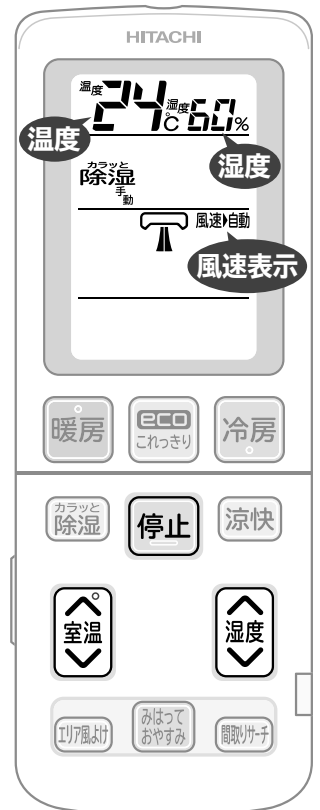 HITACHI
温度 24℃ 湿度 60%
温度 湿度
カラッと
除湿
手動
風速▶自動
風速表示
暖房 eco 冷房
これっきり
カラッと
除湿 停止 涼快
室温 湿度
エリア風よけ みはって 間取りサーチ
おやすみ